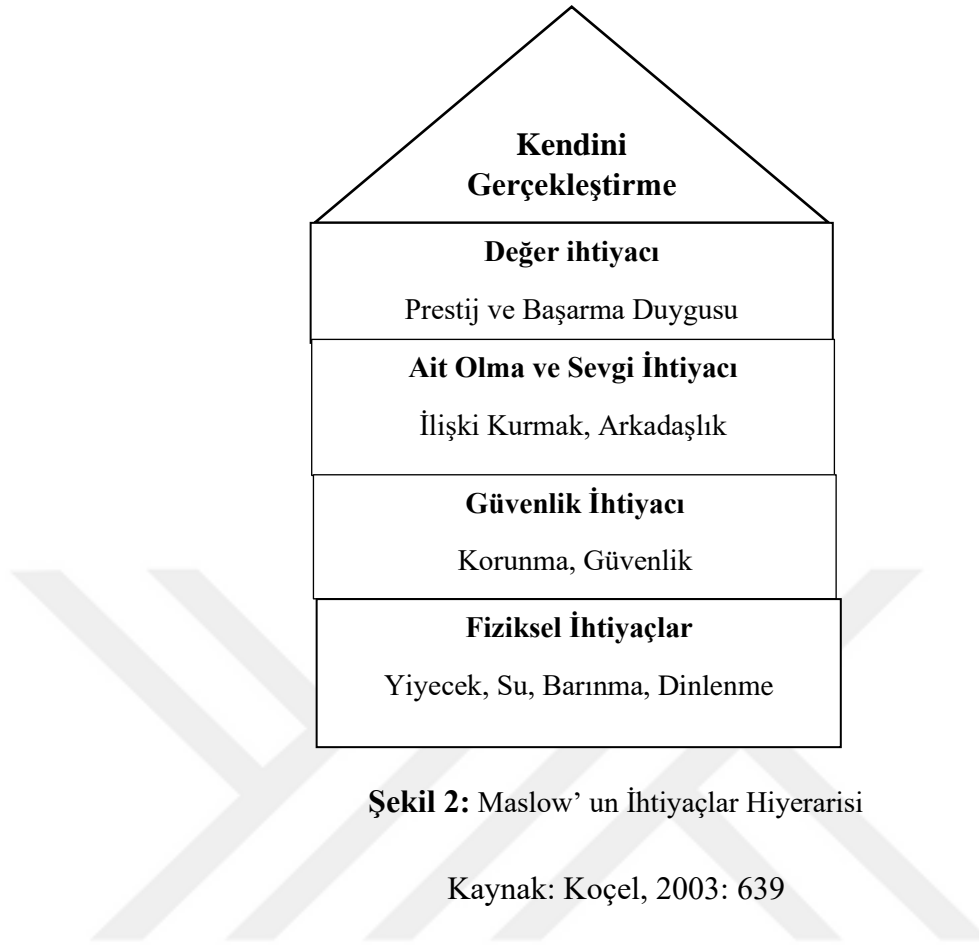 Kendini
Gerçekleştirme
Değer ihtiyacı
Prestij ve Başarma Duygusu
Ait Olma ve Sevgi İhtiyacı
İlişki Kurmak, Arkadaşlık
Güvenlik İhtiyacı
Korunma, Güvenlik
Fiziksel İhtiyaçlar
Yiyecek, Su, Barınma, Dinlenme
Şekil 2: Maslow’ un İhtiyaçlar Hiyerarisi
Kaynak: Koçel, 2003: 639